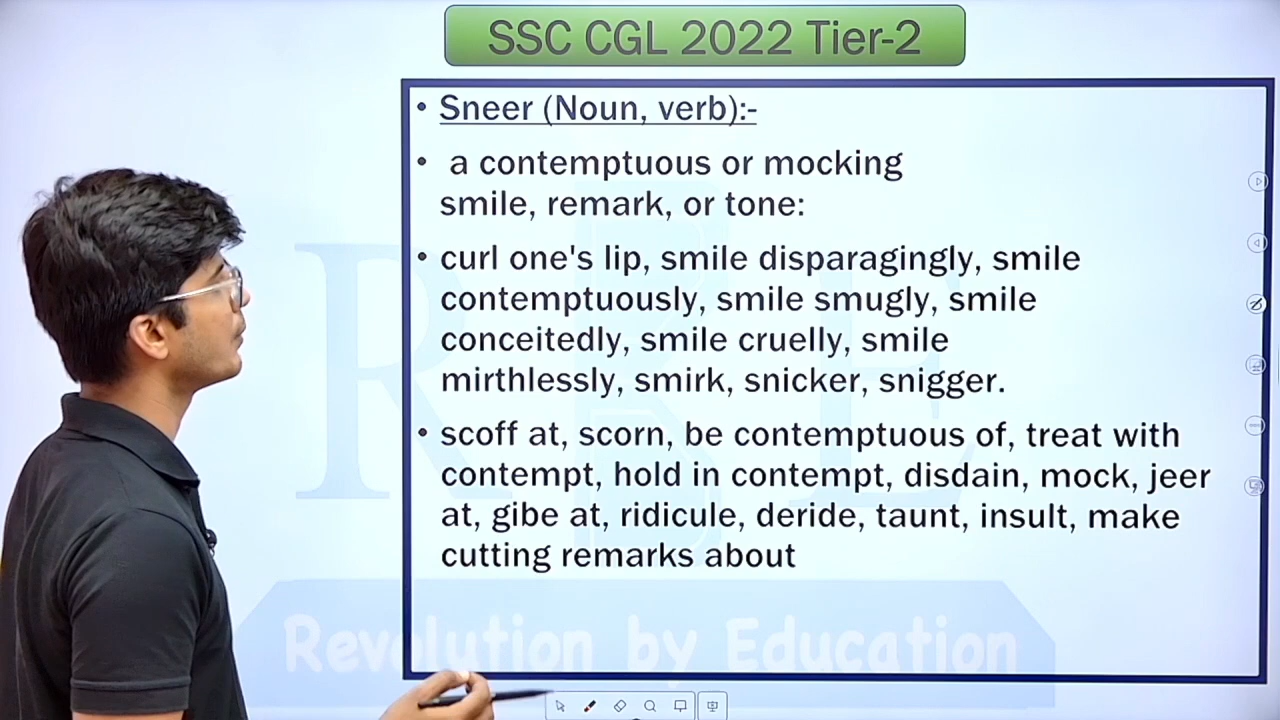 SSC CGL 2022 Tier-2
• Sneer (Noun, verb):-
• a contemptuous or mocking
smile, remark, or tone:
• curl one's lip, smile disparagingly, smile
contemptuously, smile smugly, smile
conceitedly, smile cruelly, smile
mirthlessly, smirk, snicker, snigger.
• scoff at, scorn, be contemptuous of, treat with
contempt, hold in contempt, disdain, mock, jeer
at, gibe at, ridicule, deride, taunt, insult, make
cutting remarks about
RBE
Revolution by Education